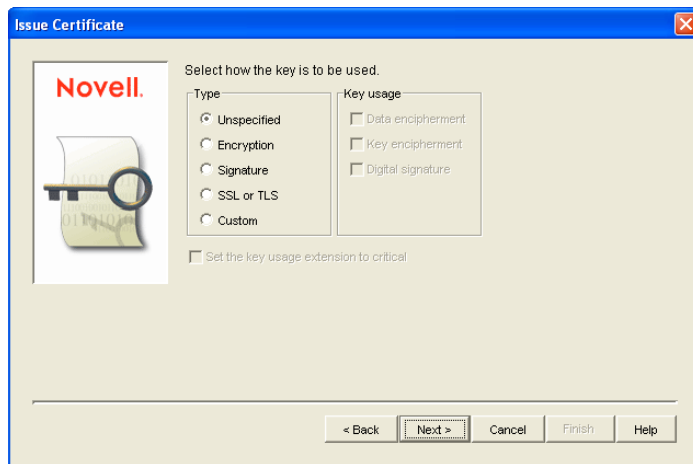 Issue Certificate
Novell.
Select how the key is to be used.
Type
Unspecified
Encryption
Signature
SSL or TLS
Custom
Key usage
Data encipherment
Key encipherment
Digital signature
Set the key usage extension to critical
< Back
Next >
Cancel
Finish
Help